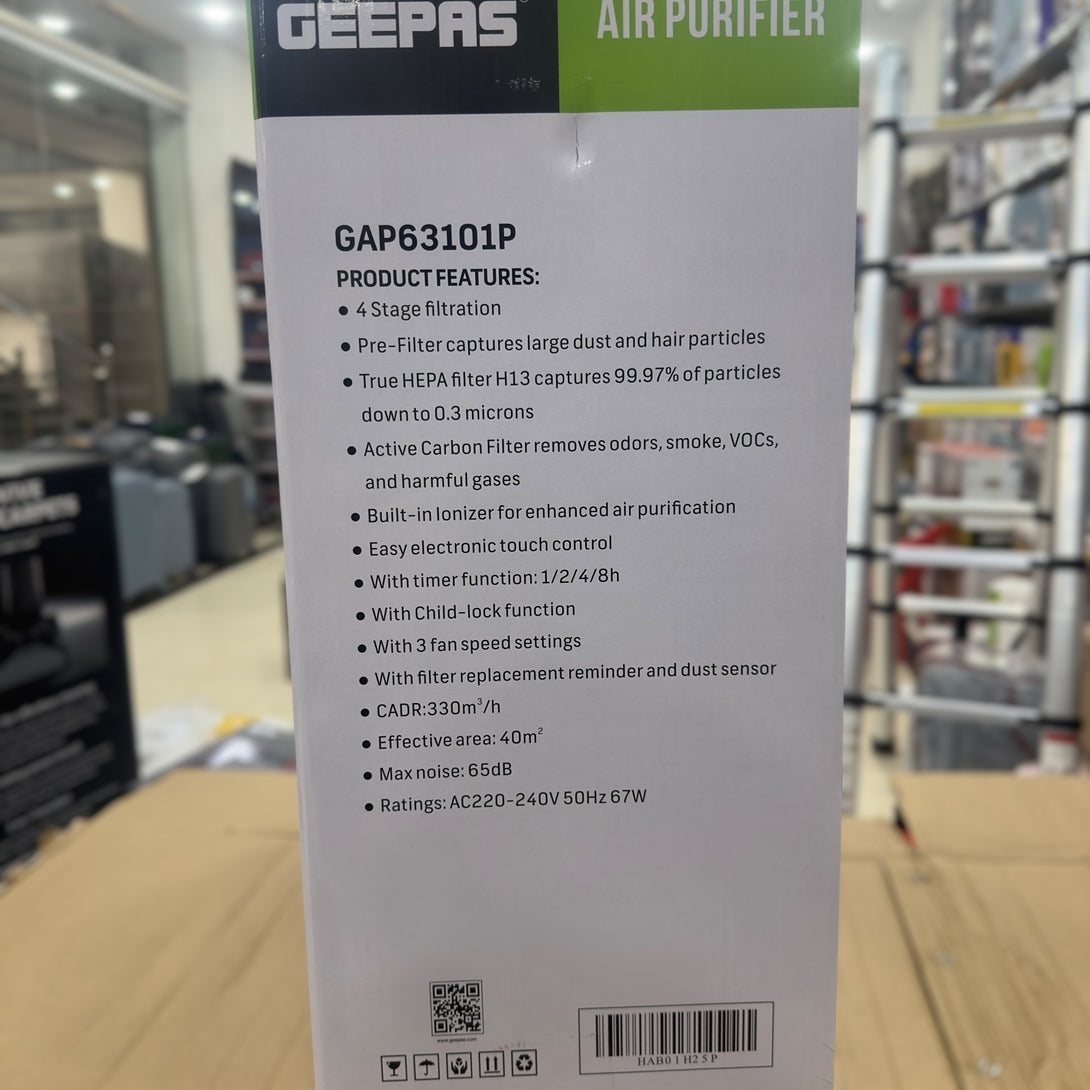 GEEPAS
AIR PURIFIER
GAP63101P
PRODUCT FEATURES:
● 4 Stage filtration
● Pre-Filter captures large dust and hair particles
● True HEPA filter H13 captures 99.97% of particles
down to 0.3 microns
● Active Carbon Filter removes odors, smoke, VOCs,
and harmful gases
● Built-in Ionizer for enhanced air purification
● Easy electronic touch control
● With timer function: 1/2/4/8h
● With Child-lock function
● With 3 fan speed settings
● With filter replacement reminder and dust sensor
● CADR:330m³/h
● Effective area: 40m²
● Max noise: 65dB
● Ratings: AC220-240V 50Hz 67W
www.geepas.com
HAB01H25P